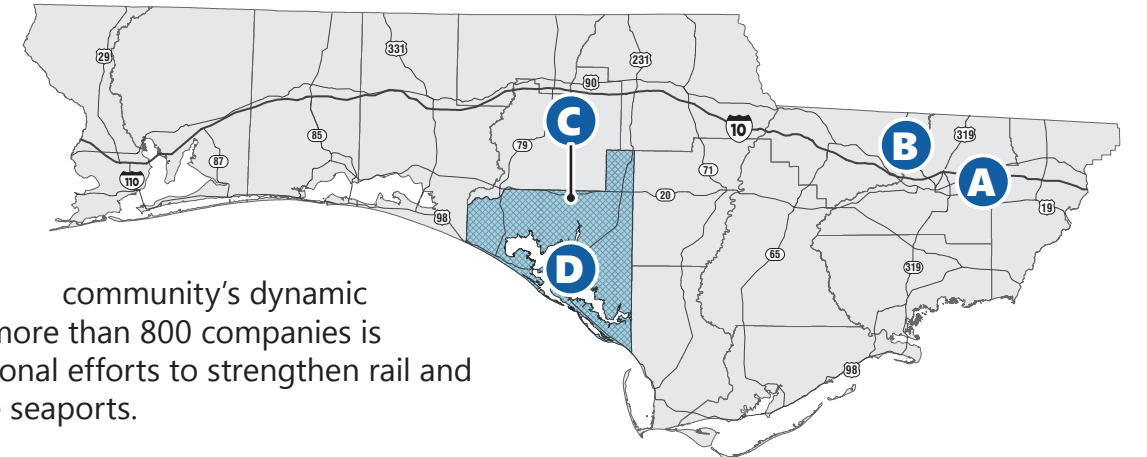 29
331
231
90
C
10
B
319
85
79
A
87
71
110
20
19
98
65
D
319
community's dynamic
more than 800 companies is
onal efforts to strengthen rail and
98
seaports.